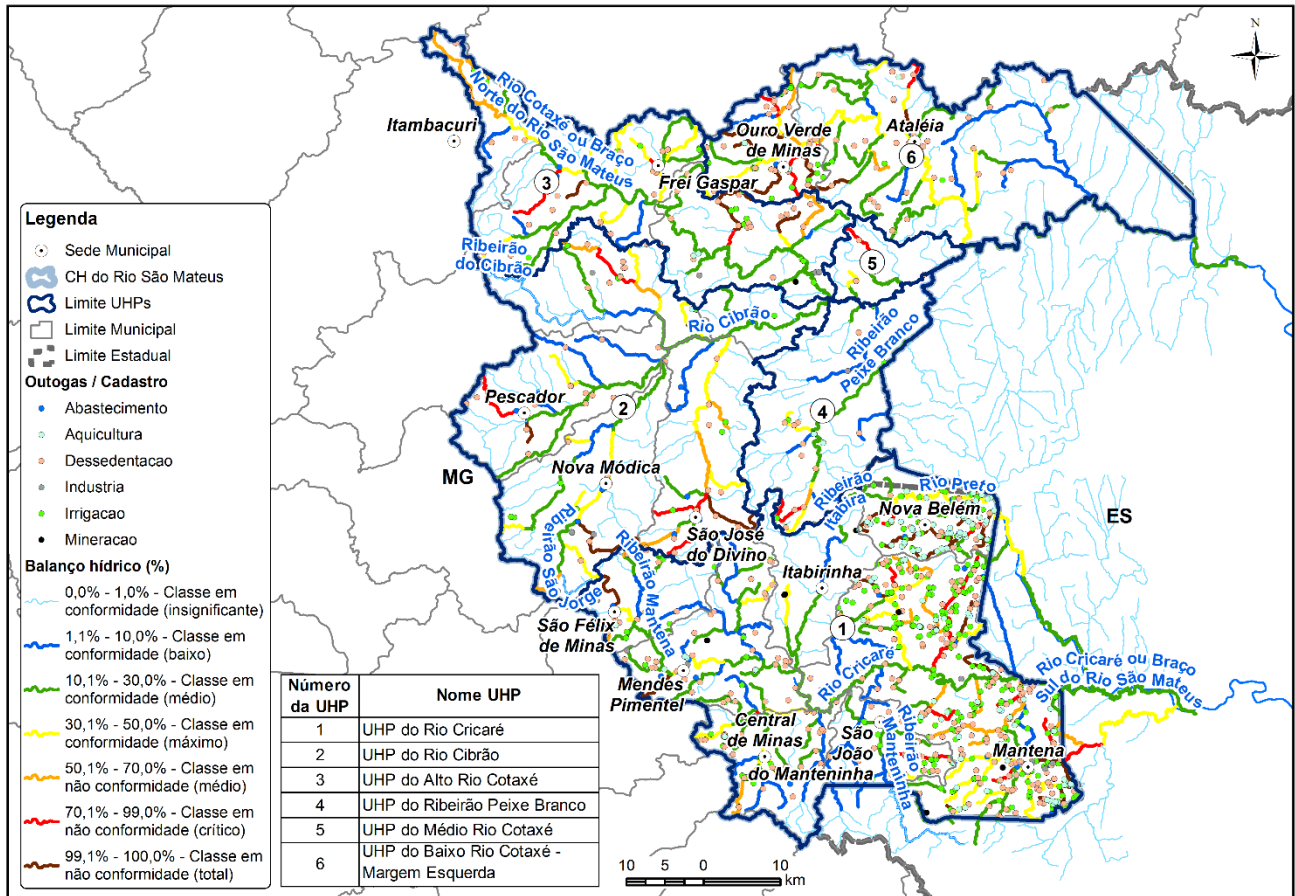 N
Itambacuri
Rio Cotaxé ou Braço
Norte do Rio São Mateus
Ouro Verde
de Minas
Ataléia
6
3
Frei Gaspar
5
Ribeirão
do Cibrão
Rio Cibrão
Ribeirão
Peixe Branco
Pescador
2
4
MG
Nova Módica
Ribeirão
Itabira
Rio Preto
Nova Belém
ES
São José
do Divino
Ribeirão São Jorge
Ribeirão Mantena
Itabirinha
São Félix
de Minas
1
Rio Cricaré
Rio Cricaré ou Braço
Sul do Rio São Mateus
Mendes
Pimentel
Central
de Minas
São
João
do Manteninha
Ribeirão
Manteninha
Mantena
Legenda
Sede Municipal
CH do Rio São Mateus
Limite UHPs
Limite Municipal
Limite Estadual
Outogas / Cadastro
Abastecimento
Aquicultura
Dessedentacao
Industria
Irrigacao
Mineracao
Balanço hídrico (%)
0,0% - 1,0% - Classe em
conformidade (insignificante)
1,1% - 10,0% - Classe em
conformidade (baixo)
10,1% - 30,0% - Classe em
conformidade (médio)
30,1% - 50,0% - Classe em
conformidade (máximo)
50,1% - 70,0% - Classe em
não conformidade (médio)
70,1% - 99,0% - Classe em
não conformidade (crítico)
99,1% - 100,0% - Classe em
não conformidade (total)
Número
da UHP
Nome UHP
1 UHP do Rio Cricaré
2 UHP do Rio Cibrão
3 UHP do Alto Rio Cotaxé
4 UHP do Ribeirão Peixe Branco
5 UHP do Médio Rio Cotaxé
6 UHP do Baixo Rio Cotaxé -
Margem Esquerda
10 5 0 10
km